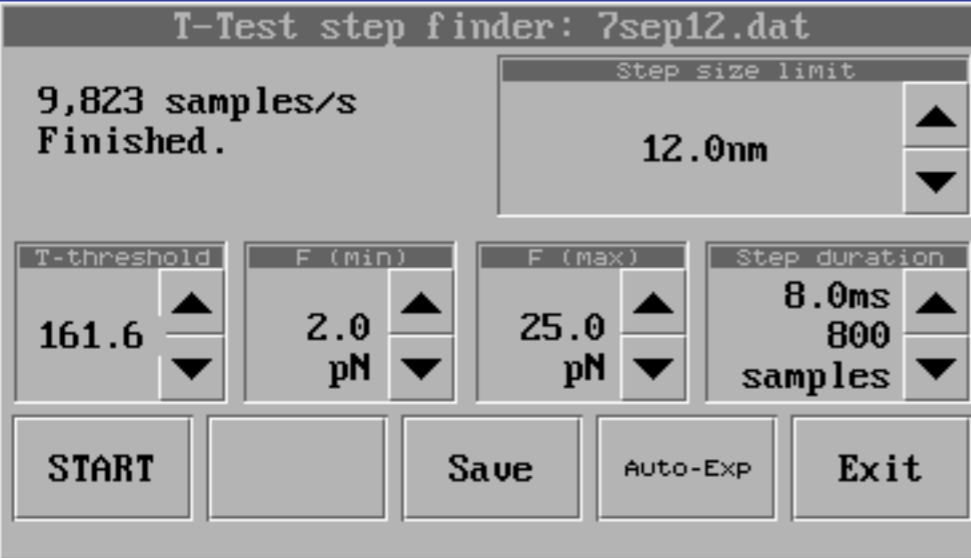 T-Test step finder: 7sep12.dat
9,823 samples/s
Finished.
Step size limit
12.0nm
T-threshold
161.6
F (min)
2.0
pN
F (max)
25.0
pN
Step duration
8.0ms
800
samples
START
Save
Auto-Exp
Exit